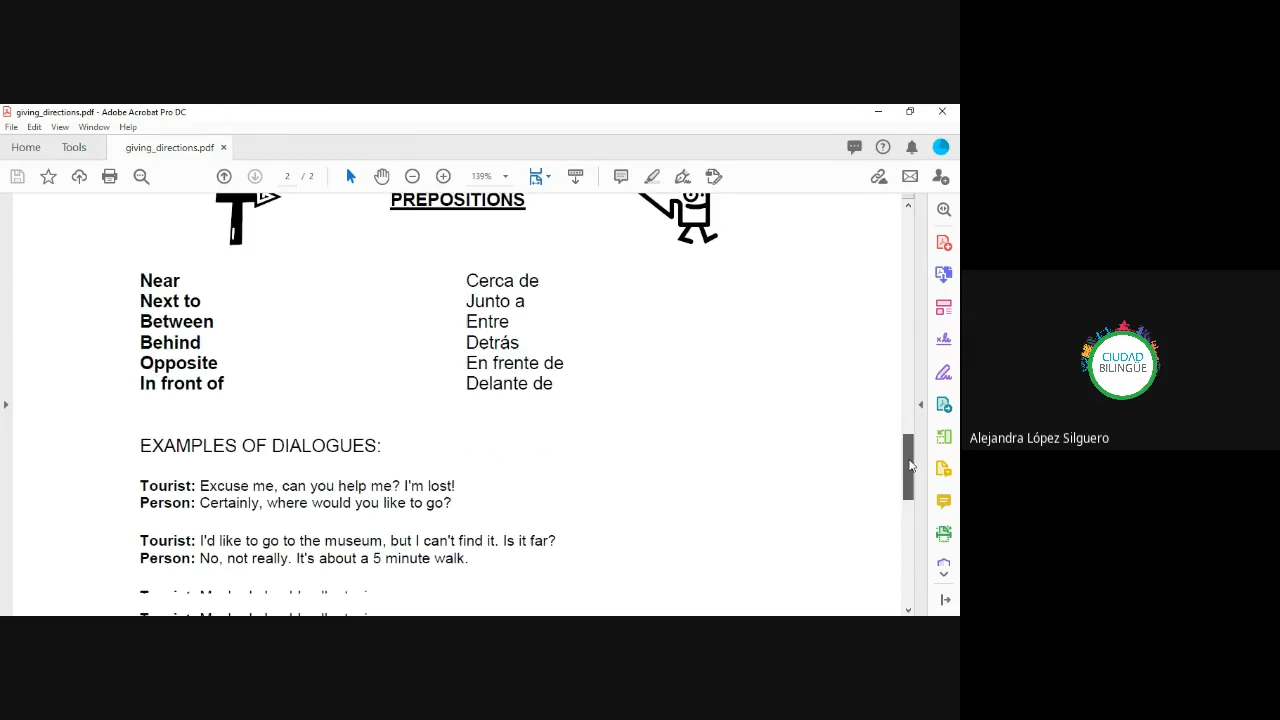 giving_directions.pdf - Adobe Acrobat Pro DC
File Edit View Window Help
Home Tools giving_directions.pdf ×
2 / 2 139%
PREPOSITIONS
Near Cerca de
Next to Junto a
Between Entre
Behind Detrás
Opposite En frente de
In front of Delante de
EXAMPLES OF DIALOGUES:
Tourist: Excuse me, can you help me? I'm lost!
Person: Certainly, where would you like to go?
Tourist: I'd like to go to the museum, but I can't find it. Is it far?
Person: No, not really. It's about a 5 minute walk.
CIUDAD
BILINGÜE
Alejandra López Silguero